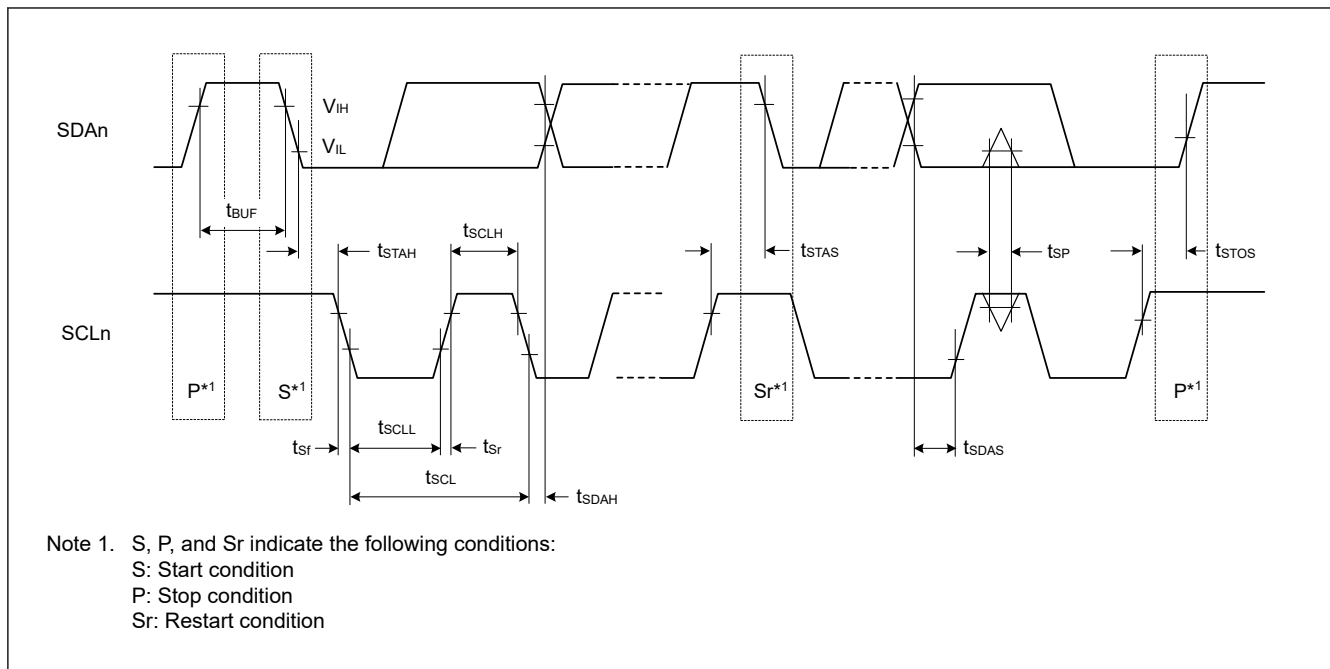 SDAn
VIH
VIL
tBUF
tSTAH
tSCLH
tSTAS
tSP
tSTOS
SCLn
P*1
S*1
Sr*1
P*1
tSf
tSCLL
tSr
tSDAS
tSCL
tSDAH
Note 1. S, P, and Sr indicate the following conditions:
S: Start condition
P: Stop condition
Sr: Restart condition